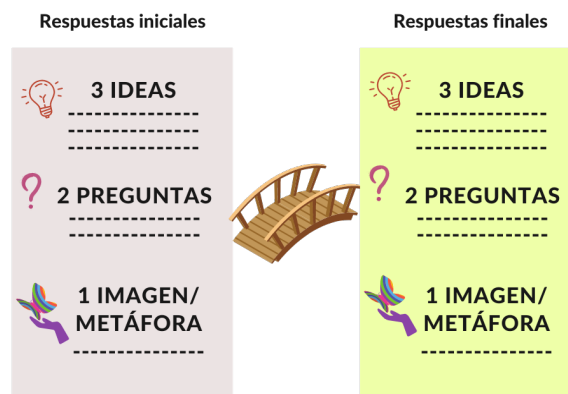 Respuestas iniciales
3 IDEAS
2 PREGUNTAS
1 IMAGEN/
METÁFORA
Respuestas finales
3 IDEAS
2 PREGUNTAS
1 IMAGEN/
METÁFORA